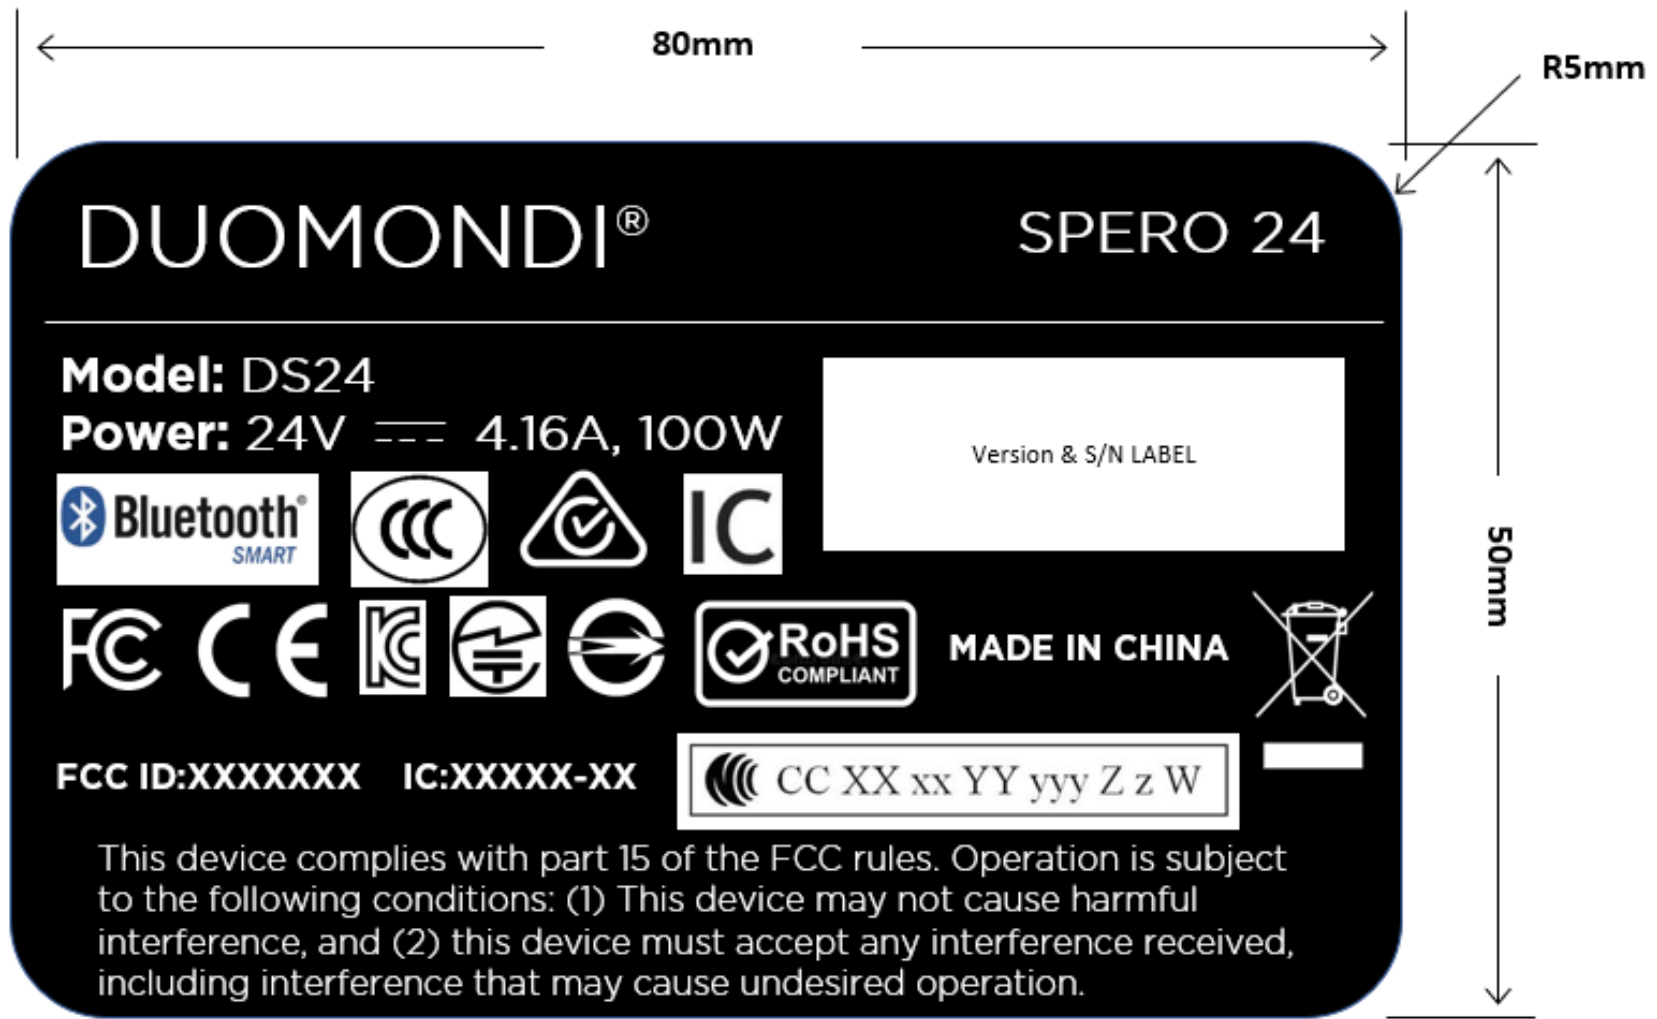 80mm
R5mm
DUOMONDI® SPERO 24
Model: DS24
Power: 24V 4.16A, 100W
Version & S/N LABEL
Bluetooth® SMART
CCC
IC
FC CE
RoHS
COMPLIANT
MADE IN CHINA
50mm
FCC ID:XXXXXXX IC:XXXXX-XX
CC XX xx YY yyy Z z W
This device complies with part 15 of the FCC rules. Operation is subject
to the following conditions: (1) This device may not cause harmful
interference, and (2) this device must accept any interference received,
including interference that may cause undesired operation.